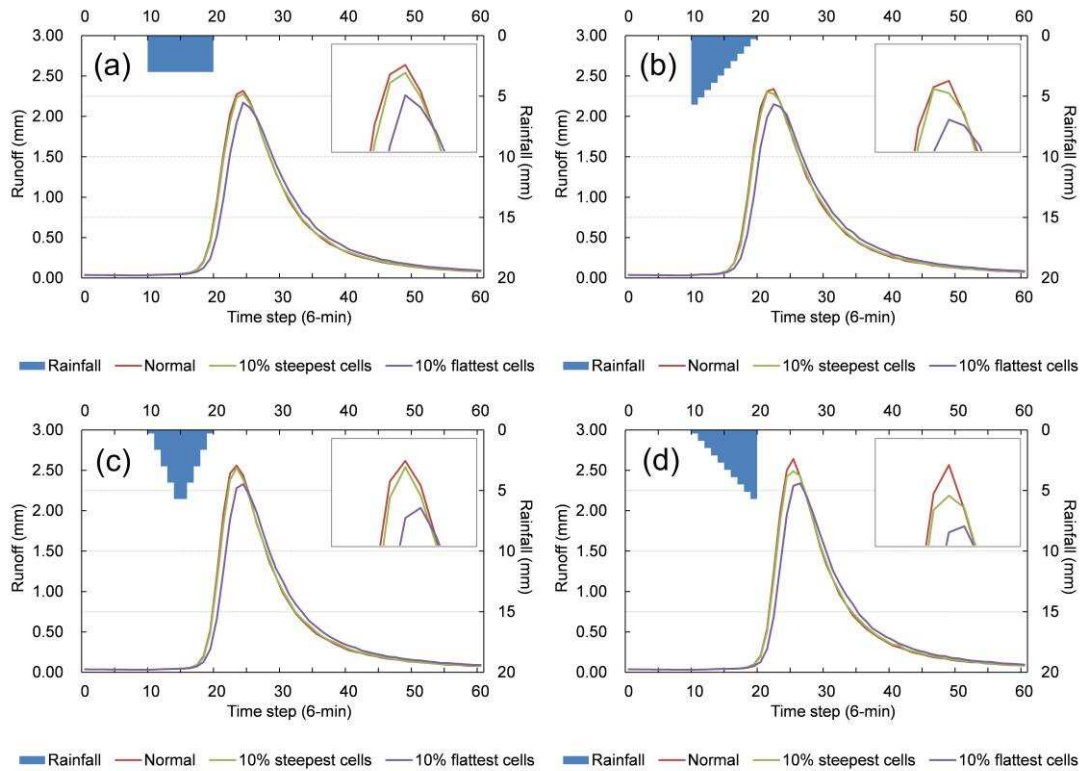 0 10 20 30 40 50 60
3.00 2.50 2.00 1.50 1.00 0.50 0.00
Runoff (mm)
(a)
0 5 10 15 20
Rainfall (mm)
0 10 20 30 40 50 60
Time step (6-min)
Rainfall Normal 10% steepest cells 10% flattest cells
0 10 20 30 40 50 60
3.00 2.50 2.00 1.50 1.00 0.50 0.00
Runoff (mm)
(b)
0 5 10 15 20
Rainfall (mm)
0 10 20 30 40 50 60
Time step (6-min)
Rainfall Normal 10% steepest cells 10% flattest cells
0 10 20 30 40 50 60
3.00 2.50 2.00 1.50 1.00 0.50 0.00
Runoff (mm)
(c)
0 5 10 15 20
Rainfall (mm)
0 10 20 30 40 50 60
Time step (6-min)
Rainfall Normal 10% steepest cells 10% flattest cells
0 10 20 30 40 50 60
3.00 2.50 2.00 1.50 1.00 0.50 0.00
Runoff (mm)
(d)
0 5 10 15 20
Rainfall (mm)
0 10 20 30 40 50 60
Time step (6-min)
Rainfall Normal 10% steepest cells 10% flattest cells